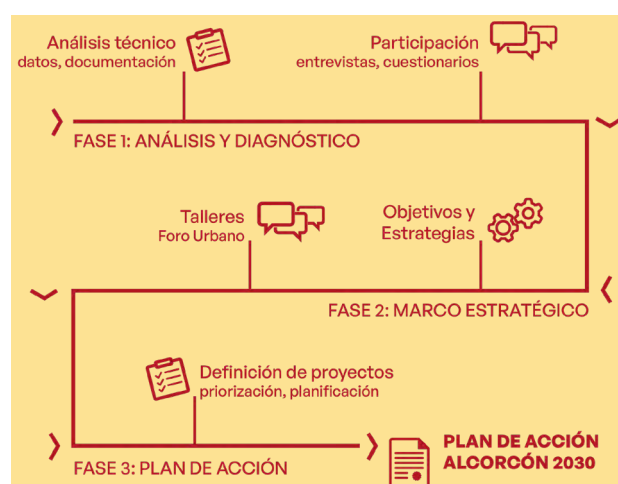 Análisis técnico
datos, documentación
Participación
entrevistas, cuestionarios
FASE 1: ANÁLISIS Y DIAGNÓSTICO
Talleres
Foro Urbano
Objetivos y
Estrategias
FASE 2: MARCO ESTRATÉGICO
Definición de proyectos
priorización, planificación
FASE 3: PLAN DE ACCIÓN
PLAN DE ACCIÓN
ALCORCÓN 2030